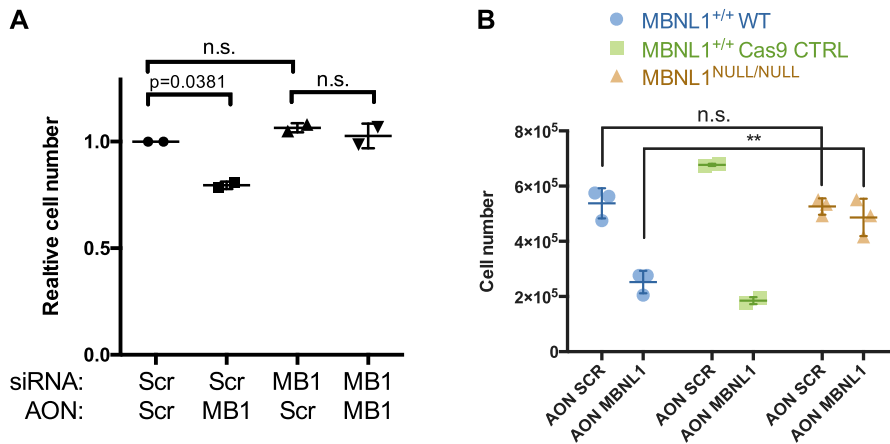 A
n.s.
p=0.0381
n.s.
Realtive cell number
1.0
0.5
0.0
siRNA: Scr Scr MB1 MB1
AON: Scr MB1 Scr MB1
B
MBNL1+/+ WT
MBNL1+/+ Cas9 CTRL
MBNL1NULL/NULL
n.s.
**
Cell number
8×10⁵
6×10⁵
4×10⁵
2×10⁵
0
AON SCR
AON MBNL1
AON SCR
AON MBNL1
AON SCR
AON MBNL1